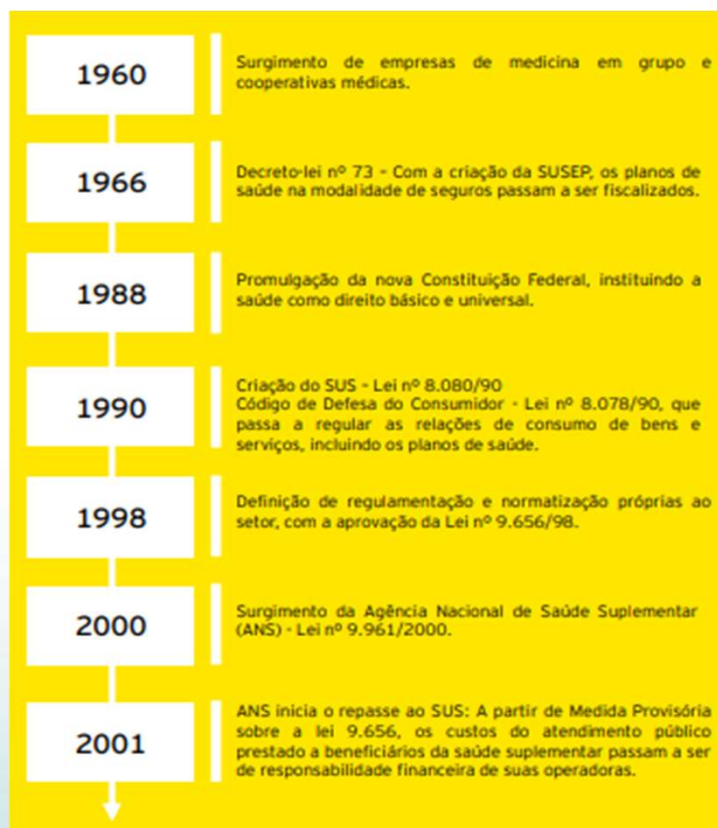 1960
Surgimento de empresas de medicina em grupo e
cooperativas médicas.
1966
Decreto-lei nº 73 - Com a criação da SUSEP, os planos de
saúde na modalidade de seguros passam a ser fiscalizados.
1988
Promulgação da nova Constituição Federal, instituindo a
saúde como direito básico e universal.
1990
Criação do SUS - Lei nº 8.080/90
Código de Defesa do Consumidor - Lei nº 8.078/90, que
passa a regular as relações de consumo de bens e
serviços, incluindo os planos de saúde.
1998
Definição de regulamentação e normatização próprias ao
setor, com a aprovação da Lei nº 9.656/98.
2000
Surgimento da Agência Nacional de Saúde Suplementar
(ANS) - Lei nº 9.961/2000.
2001
ANS inicia o repasse ao SUS: A partir de Medida Provisória
sobre a lei 9.656, os custos do atendimento público
prestado a beneficiários da saúde suplementar passam a ser
de responsabilidade financeira de suas operadoras.